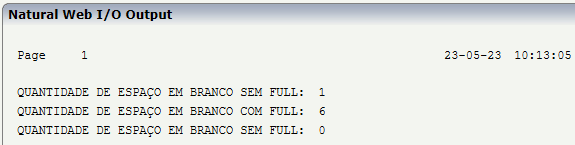 Natural Web I/O Output
Page 1 23-05-23 10:13:05
QUANTIDADE DE ESPAÇO EM BRANCO SEM FULL: 1
QUANTIDADE DE ESPAÇO EM BRANCO COM FULL: 6
QUANTIDADE DE ESPAÇO EM BRANCO SEM FULL: 0